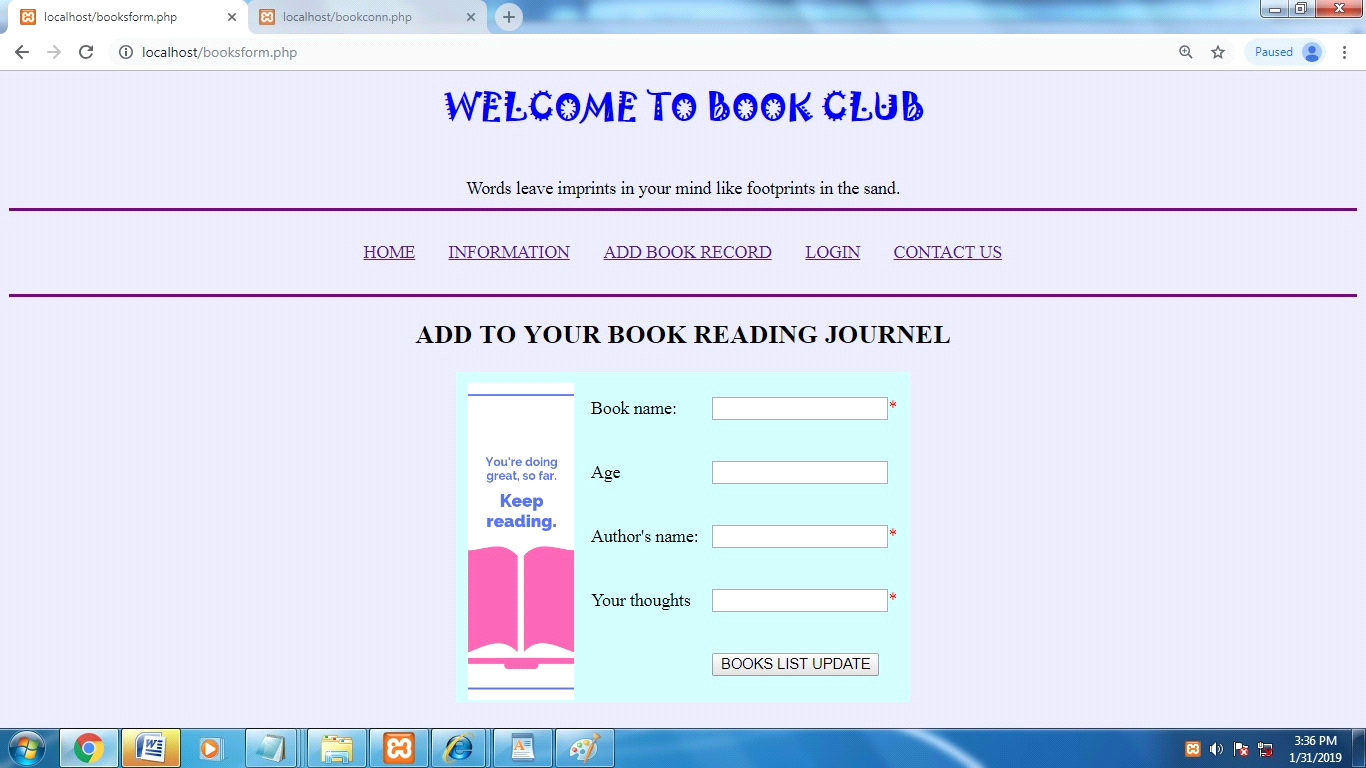 localhost/booksform.php
localhost/bookconn.php
localhost/booksform.php
Paused
WELCOME TO BOOK CLUB
Words leave imprints in your mind like footprints in the sand.
HOME INFORMATION ADD BOOK RECORD LOGIN CONTACT US
ADD TO YOUR BOOK READING JOURNEL
You're doing
great, so far.
Keep
reading.
Book name: *
Age
Author's name: *
Your thoughts *
BOOKS LIST UPDATE
3:36 PM
1/31/2019